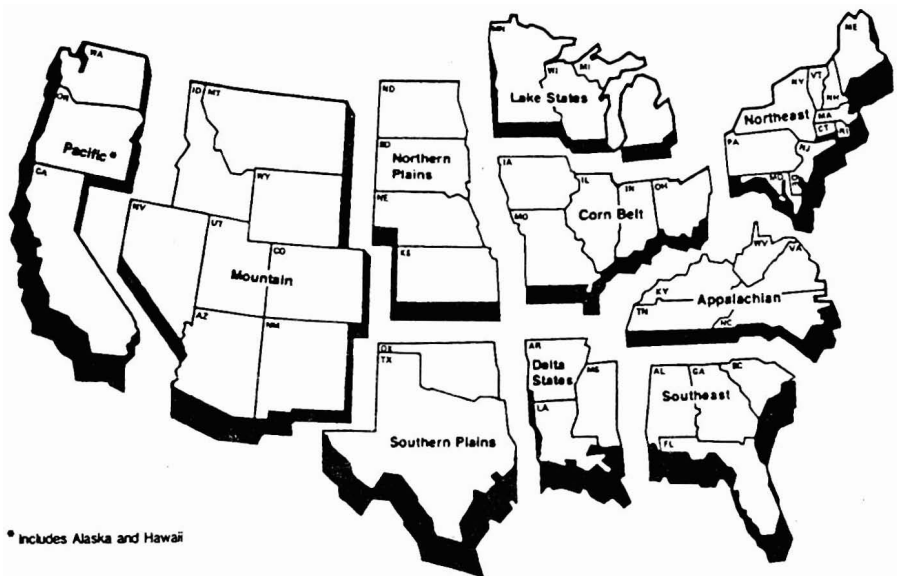 WA
OR
Pacific*
CA
ID
MT
WY
NV
UT
CO
Mountain
AZ
NM
ND
SD
Northern
Plains
NE
KS
OK
TX
Southern Plains
MN
WI
MI
Lake States
IA
MO
IL
IN
OH
Corn Belt
AR
Delta
States
MS
LA
ME
NY
VT
NH
Northeast
MA
CT
RI
PA
NJ
MD
WV
VA
KY
Appalachian
TN
NC
AL
GA
SC
Southeast
FL
* Includes Alaska and Hawaii